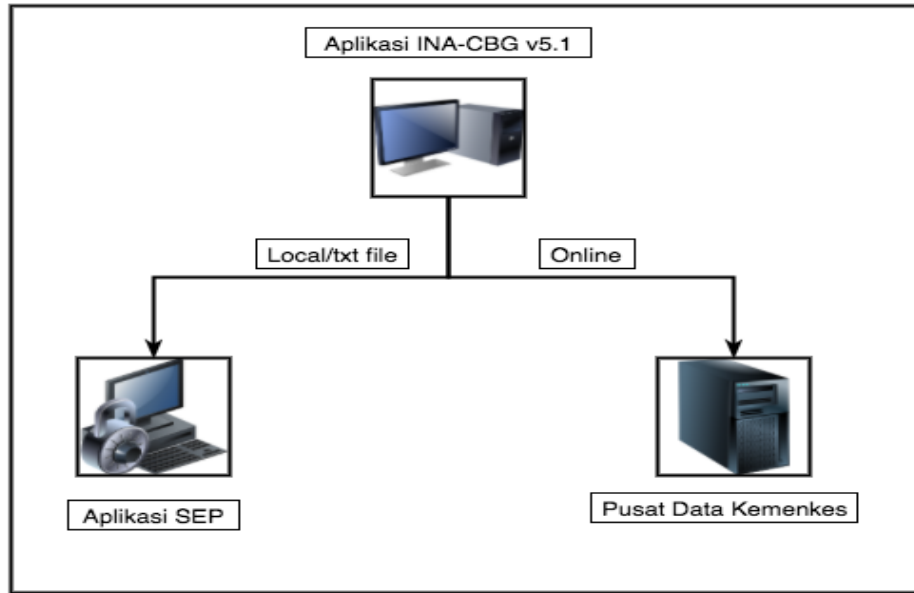 Aplikasi INA-CBG v5.1
Local/txt file
Online
Aplikasi SEP
Pusat Data Kemenkes